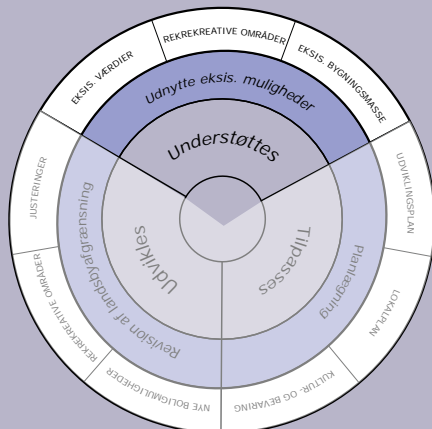 EKSIS. VÆRDIER
REKREKREATIVE OMRÅDER
EKSIS. BYGNINGSMASSE
Udnytte eksis. muligheder
Understøttes
UDVIKLINGSPLAN
LOKALPLAN
Planlægning
Tilpasses
KULTUR- OG BEVARING
NYE BOLIGMULIGHEDER
REKREKREATIVE OMRÅDER
JUSTERINGER
Revision af landsbyafgrænsning
Udvikles